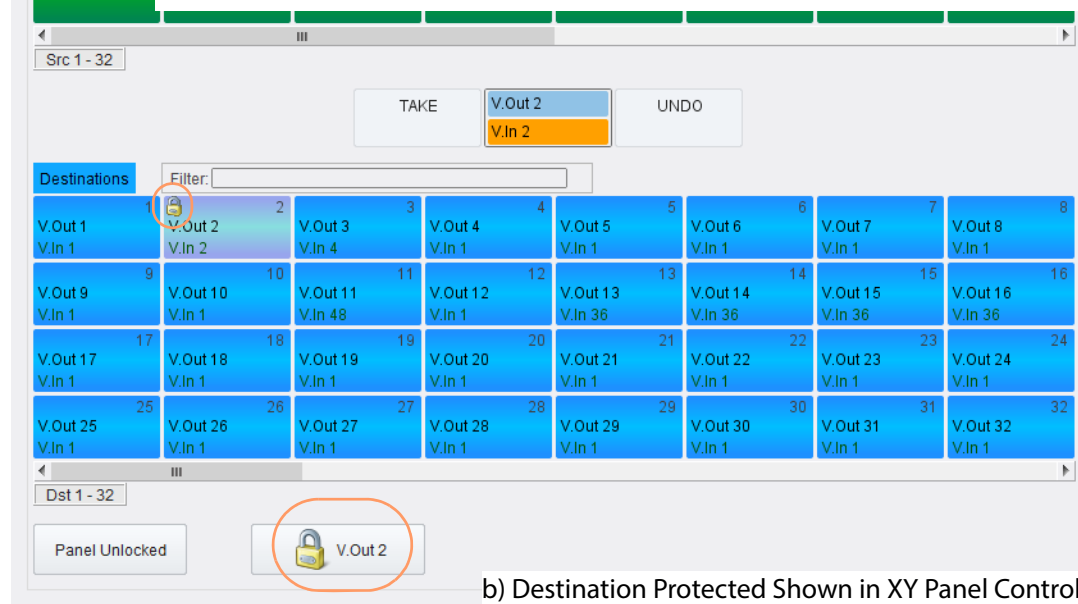 Src 1 - 32
TAKE V.Out 2 UNDO
V.In 2
Destinations Filter:
1 2 3 4 5 6 7 8
V.Out 1 V.Out 2 V.Out 3 V.Out 4 V.Out 5 V.Out 6 V.Out 7 V.Out 8
V.In 1 V.In 2 V.In 4 V.In 1 V.In 1 V.In 1 V.In 1 V.In 1
9 10 11 12 13 14 15 16
V.Out 9 V.Out 10 V.Out 11 V.Out 12 V.Out 13 V.Out 14 V.Out 15 V.Out 16
V.In 1 V.In 1 V.In 48 V.In 1 V.In 36 V.In 36 V.In 36 V.In 36
17 18 19 20 21 22 23 24
V.Out 17 V.Out 18 V.Out 19 V.Out 20 V.Out 21 V.Out 22 V.Out 23 V.Out 24
V.In 1 V.In 1 V.In 1 V.In 1 V.In 1 V.In 1 V.In 1 V.In 1
25 26 27 28 29 30 31 32
V.Out 25 V.Out 26 V.Out 27 V.Out 28 V.Out 29 V.Out 30 V.Out 31 V.Out 32
V.In 1 V.In 1 V.In 1 V.In 1 V.In 1 V.In 1 V.In 1 V.In 1
Dst 1 - 32
Panel Unlocked V.Out 2
b) Destination Protected Shown in XY Panel Control